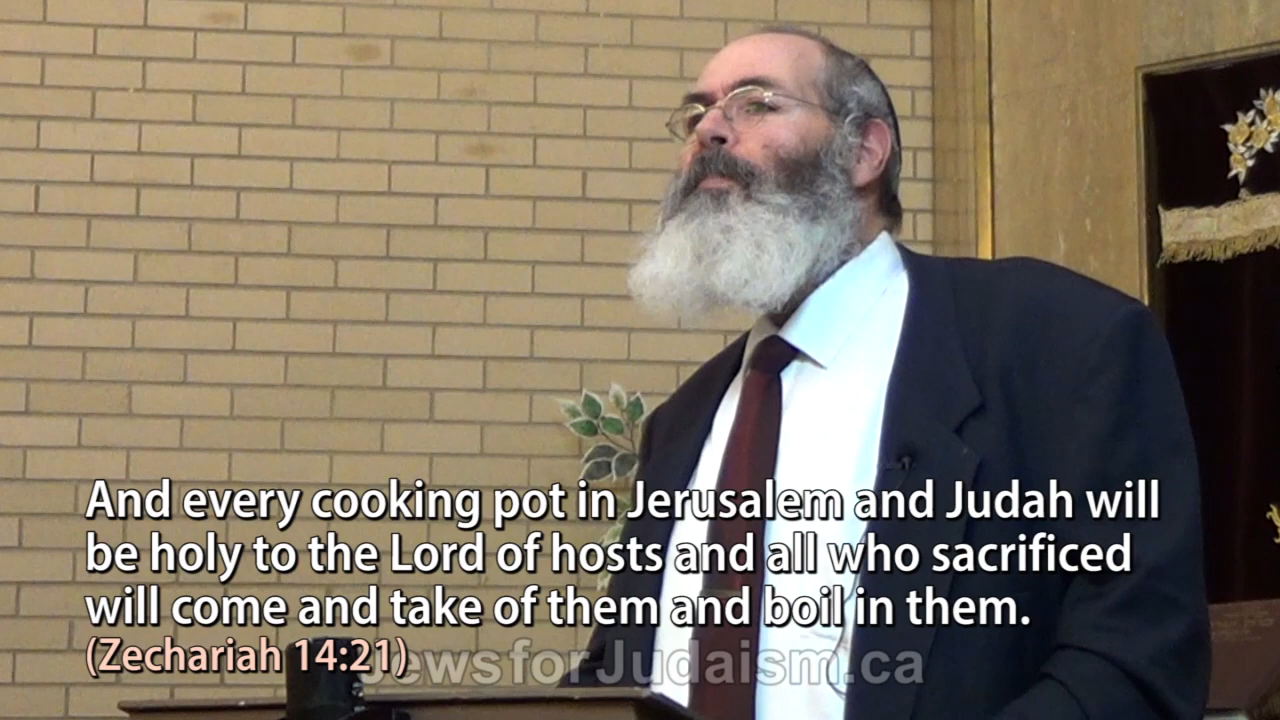 And every cooking pot in Jerusalem and Judah will
be holy to the Lord of hosts and all who sacrificed
will come and take of them and boil in them.
(Zechariah 14:21)
JewsforJudaism.ca